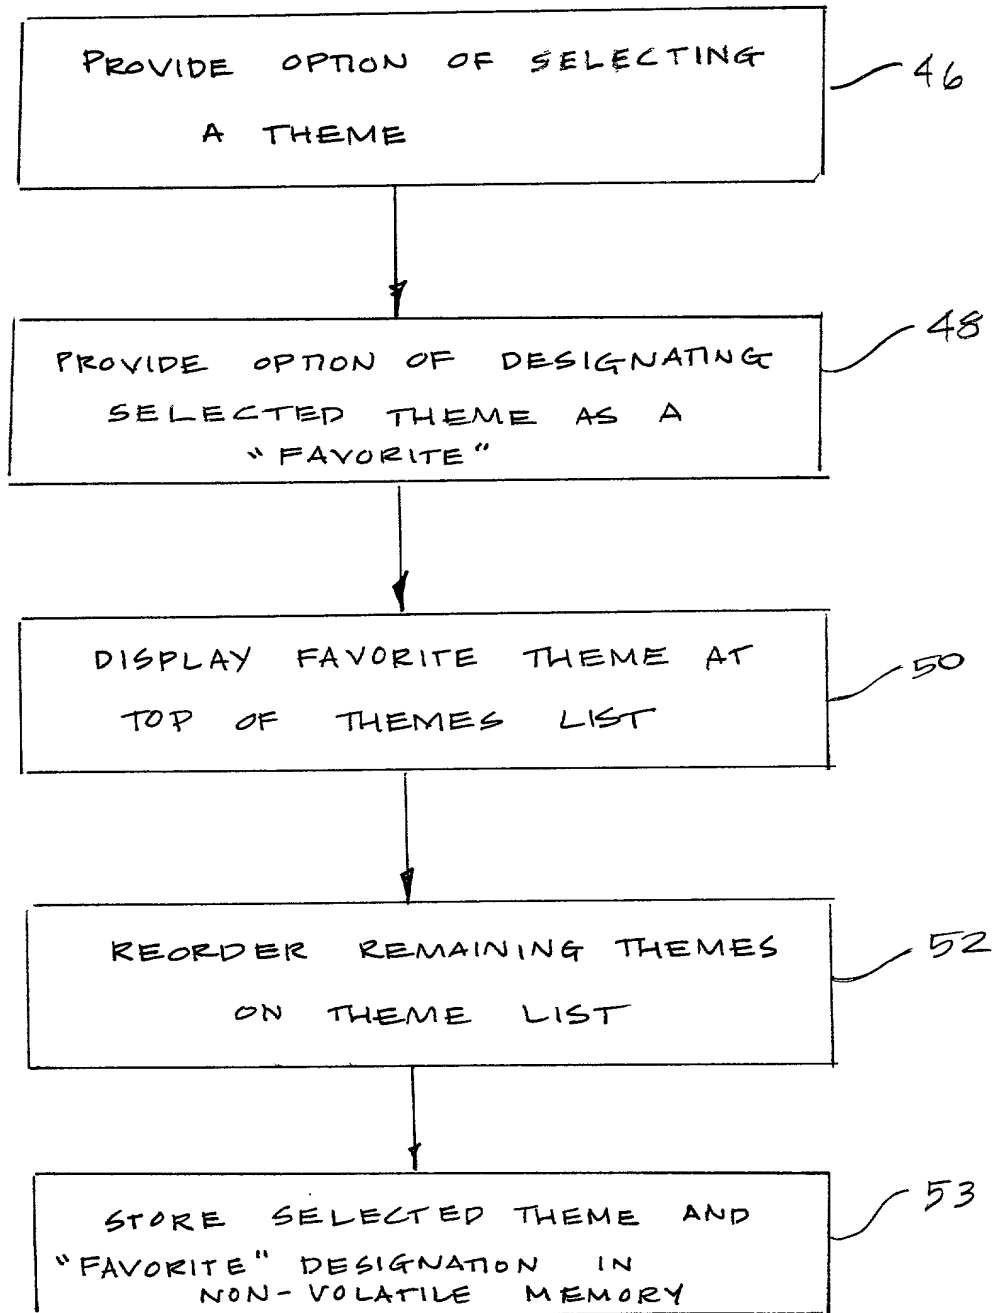 PROVIDE OPTION OF SELECTING
A THEME
46
PROVIDE OPTION OF DESIGNATING
SELECTED THEME AS A
"FAVORITE"
48
DISPLAY FAVORITE THEME AT
TOP OF THEMES LIST
50
REORDER REMAINING THEMES
ON THEME LIST
52
STORE SELECTED THEME AND
"FAVORITE" DESIGNATION IN
NON-VOLATILE MEMORY
53